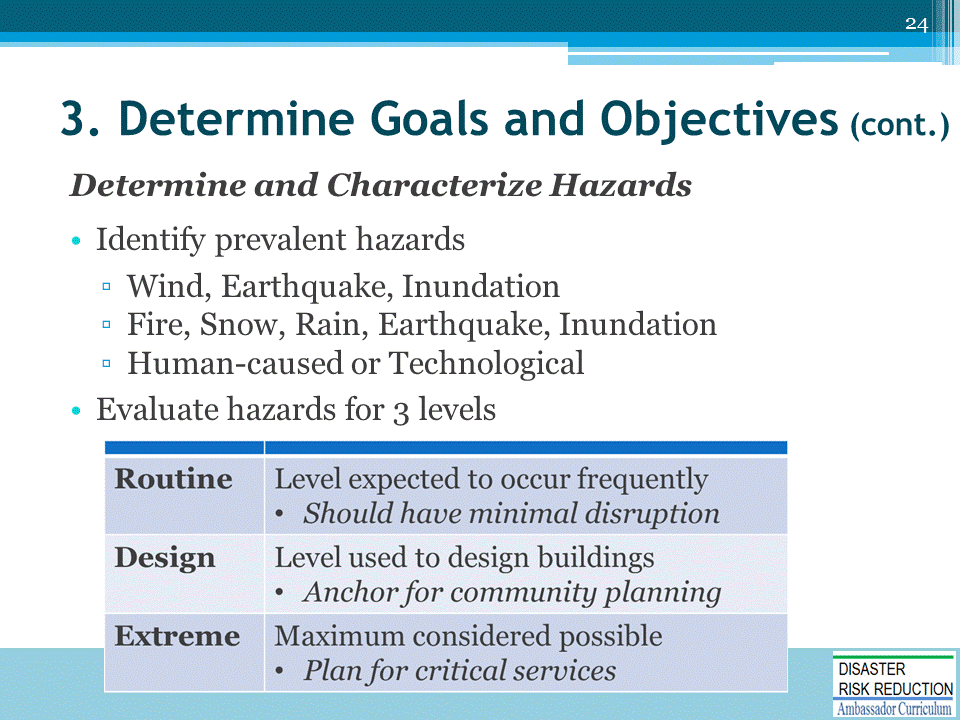 24
3. Determine Goals and Objectives (cont.)
Determine and Characterize Hazards
• Identify prevalent hazards
▫ Wind, Earthquake, Inundation
▫ Fire, Snow, Rain, Earthquake, Inundation
▫ Human-caused or Technological
• Evaluate hazards for 3 levels
Routine Level expected to occur frequently
• Should have minimal disruption
Design Level used to design buildings
• Anchor for community planning
Extreme Maximum considered possible
• Plan for critical services
DISASTER
RISK REDUCTION
Ambassador Curriculum